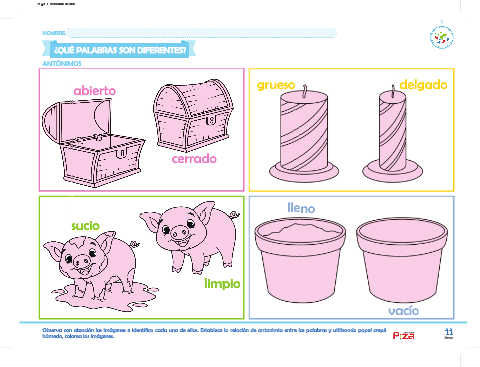 NOMBRE:
¿QUÉ PALABRAS SON DIFERENTES?
ANTÓNIMOS
abierto
cerrado
grueso
delgado
sucio
limpio
lleno
vacío
Observa con atención las imágenes e identifica cada una de ellas. Establece la relación de antónimia entre las palabras y utilizando papel crepé
húmedo, colorea las imágenes.
11